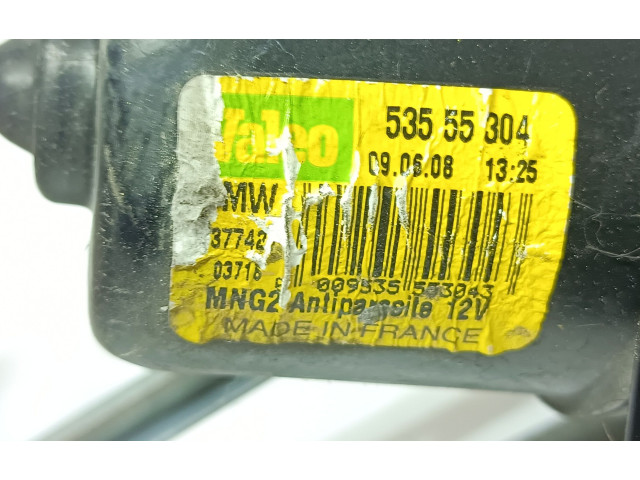 Valeo
535 55 304
09.06.08 13:25
MW
37742
03718
009535 553043
MNG2 Antiparasite 12V
MADE IN FRANCE